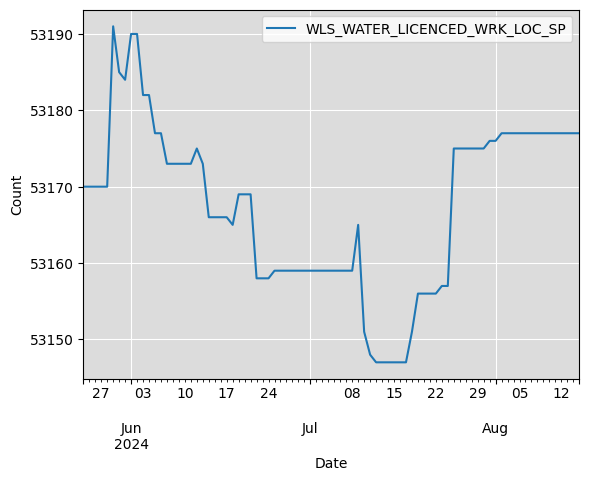 WLS_WATER_LICENCED_WRK_LOC_SP
53190
53180
53170
53160
53150
Count
27 03 10 17 24 08 15 22 29 05 12
Jun Jul Aug
2024
Date